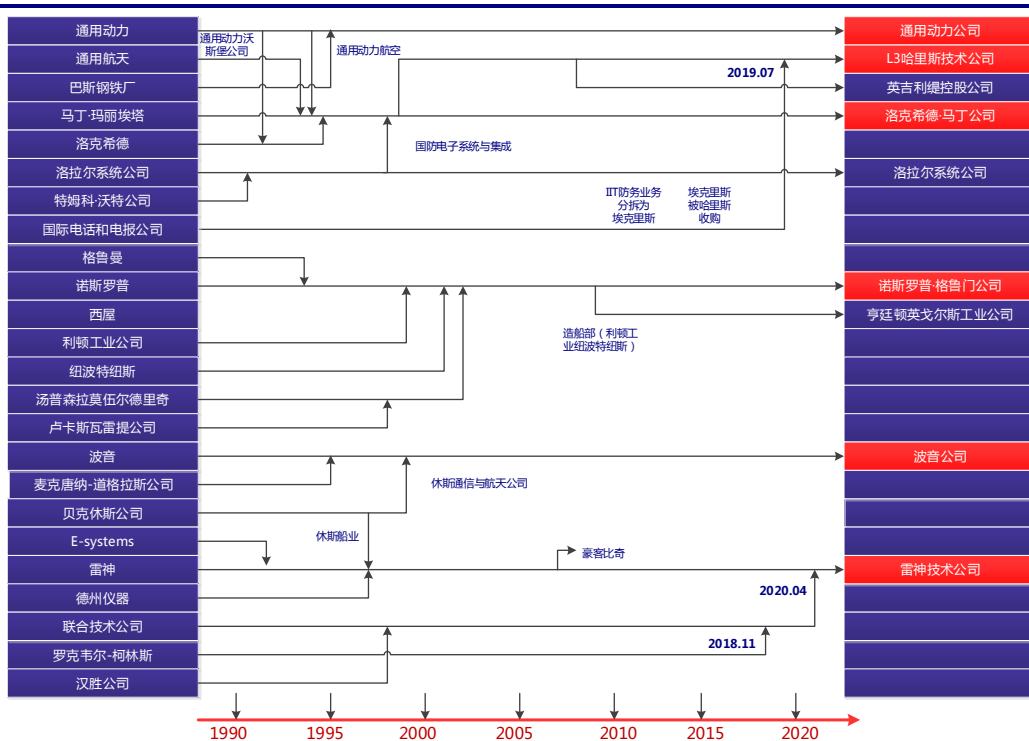 通用动力
通用航天
巴斯钢铁厂
马丁·玛丽埃塔
洛克希德
洛拉尔系统公司
特姆科·沃特公司
国际电话和电报公司
格鲁曼
诺斯罗普
西屋
利顿工业公司
纽波特纽斯
汤普森拉莫伍尔德里奇
卢卡斯瓦雷提公司
波音
麦克唐纳-道格拉斯公司
贝克休斯公司
E-systems
雷神
德州仪器
联合技术公司
罗克韦尔-柯林斯
汉胜公司
通用动力沃
斯堡公司
通用动力航空
2019.07
国防电子系统与集成
IIT防务业务
分拆为
埃克里斯
埃克里斯
被哈里斯
收购
造船部（利顿工
业纽波特纽斯）
休斯通信与航天公司
休斯船业
豪客比奇
2020.04
2018.11
通用动力公司
L3哈里斯技术公司
英吉利缇控股公司
洛克希德·马丁公司
洛拉尔系统公司
诺斯罗普·格鲁门公司
亨廷顿英戈尔斯工业公司
波音公司
雷神技术公司
1990
1995
2000
2005
2010
2015
2020